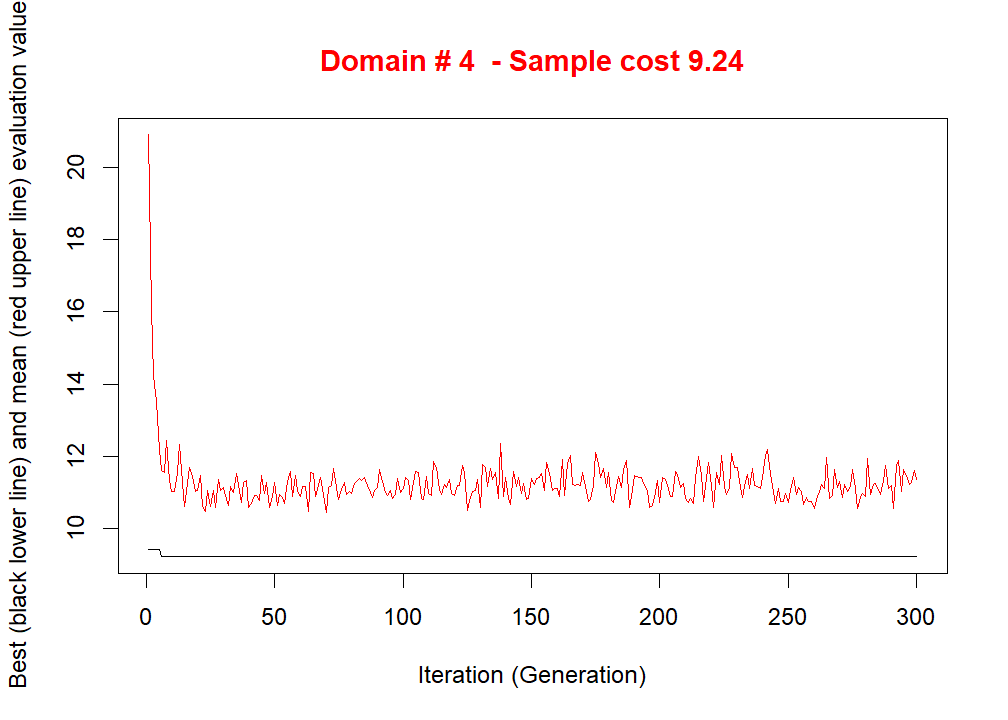 Domain # 4  - Sample cost 9.24
Best (black lower line) and mean (red upper line) evaluation value
20
18
16
14
12
10
0 50 100 150 200 250 300
Iteration (Generation)